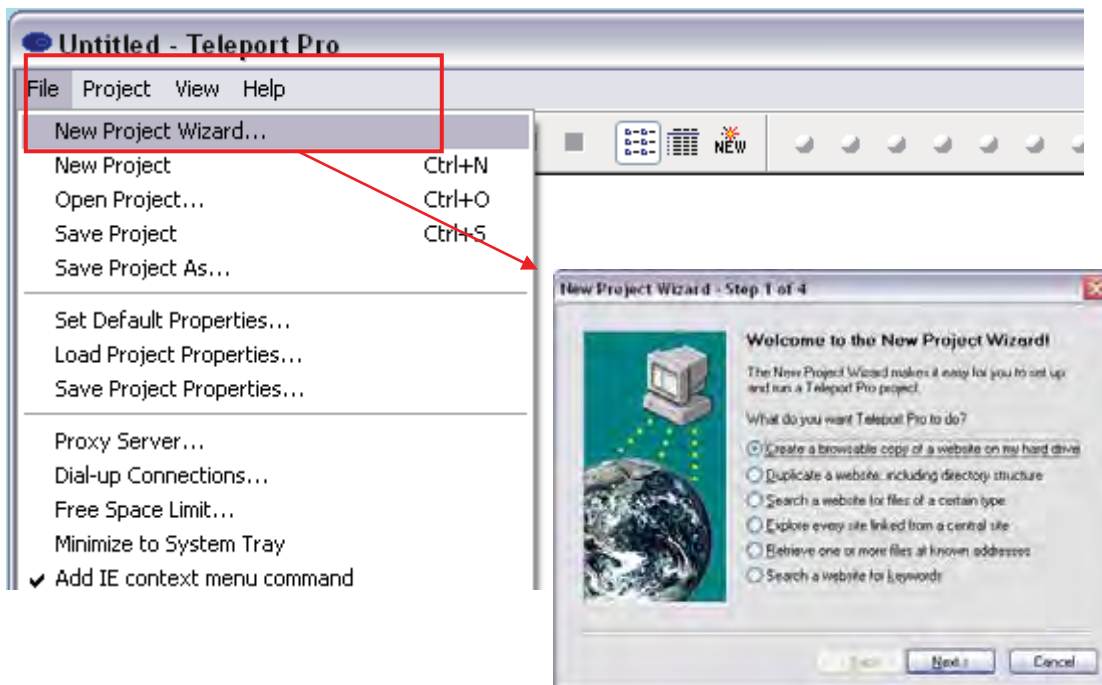 Untitled - Teleport Pro
File Project View Help
New Project Wizard...
New Project Ctrl+N
Open Project... Ctrl+O
Save Project Ctrl+S
Save Project As...
Set Default Properties...
Load Project Properties...
Save Project Properties...
Proxy Server...
Dial-up Connections...
Free Space Limit...
Minimize to System Tray
Add IE context menu command
NEW
New Project Wizard - Step 1 of 4
Welcome to the New Project Wizard!
The New Project Wizard makes it easy for you to set up
and run a Teleport Pro project.
What do you want Teleport Pro to do?
Create a browsable copy of a website on my hard drive
Duplicate a website, including directory structure
Search a website for files of a certain type
Explore every site linked from a central site
Retrieve one or more files at known addresses
Search a website for keywords
Next >
Cancel